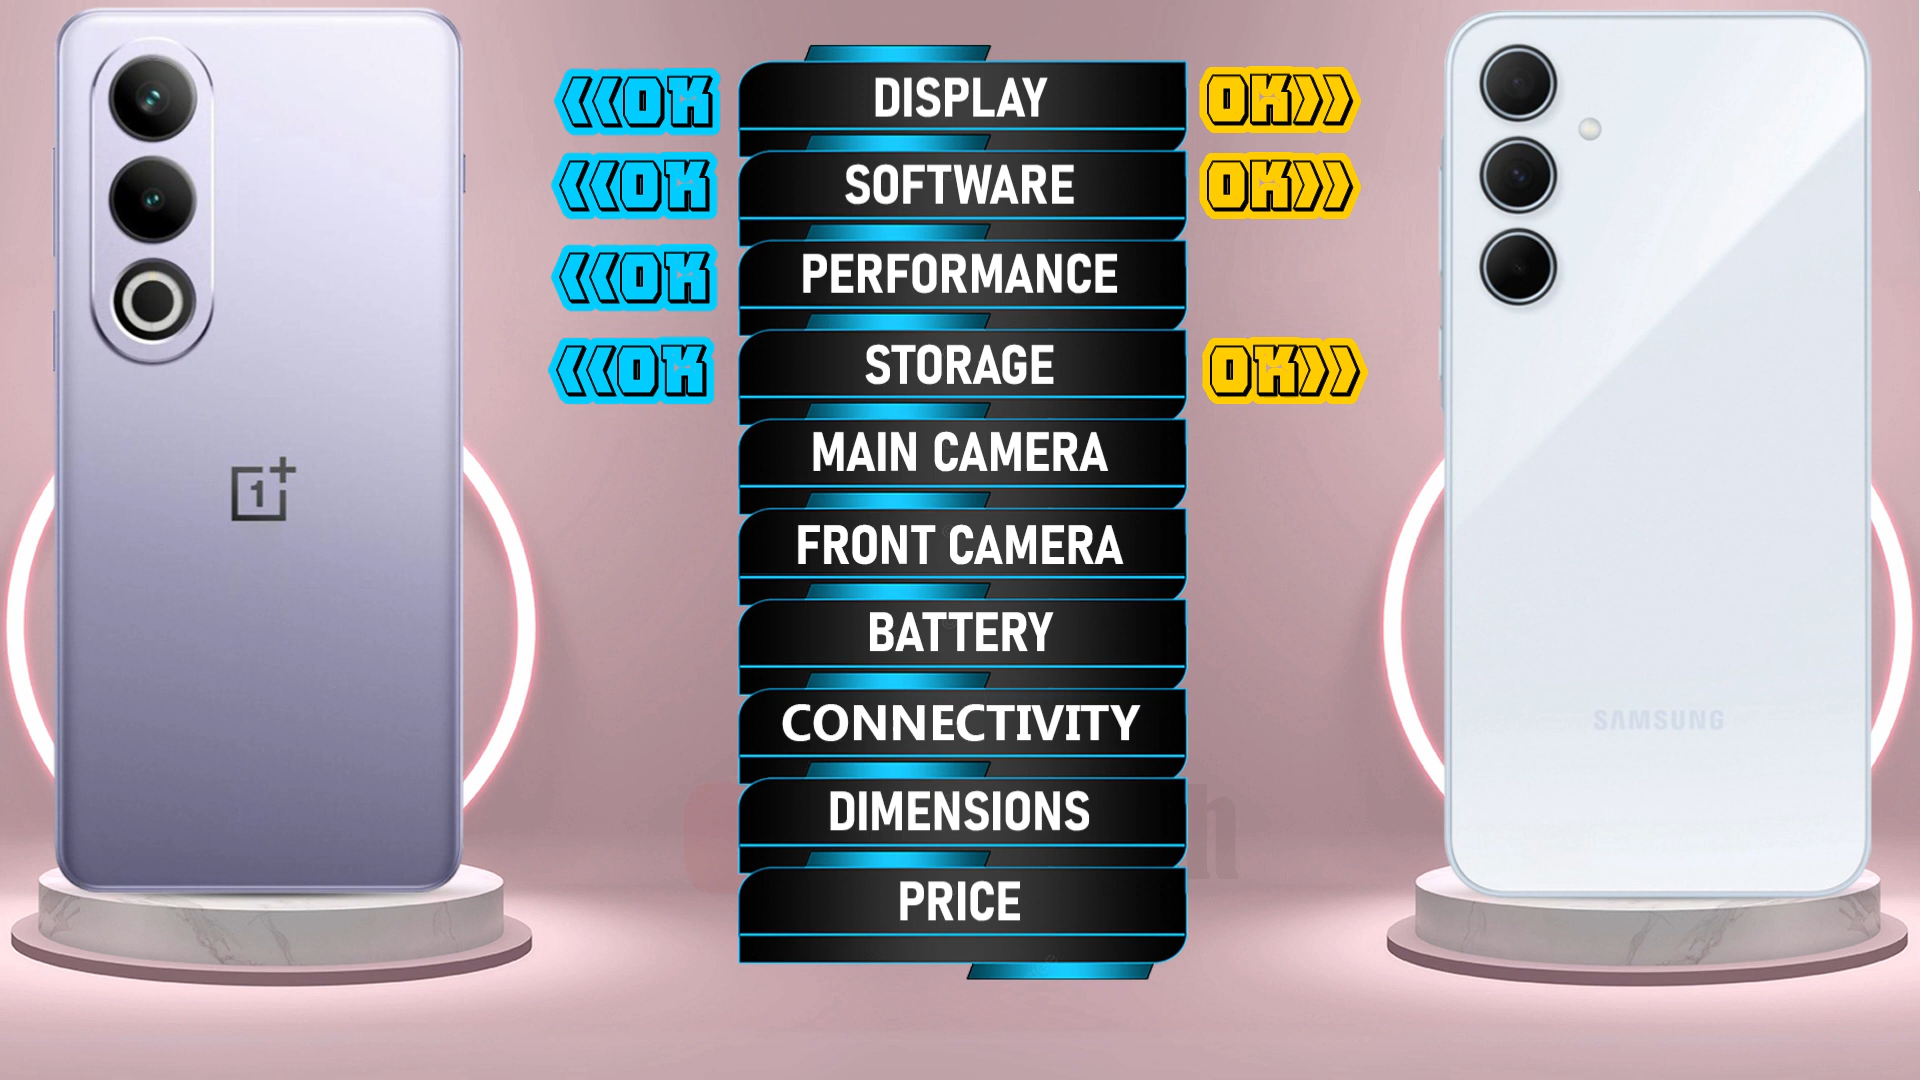 <<OK DISPLAY OK>>
<<OK SOFTWARE OK>>
<<OK PERFORMANCE
<<OK STORAGE OK>>
MAIN CAMERA
1+
FRONT CAMERA
BATTERY
CONNECTIVITY
SAMSUNG
DIMENSIONS
PRICE